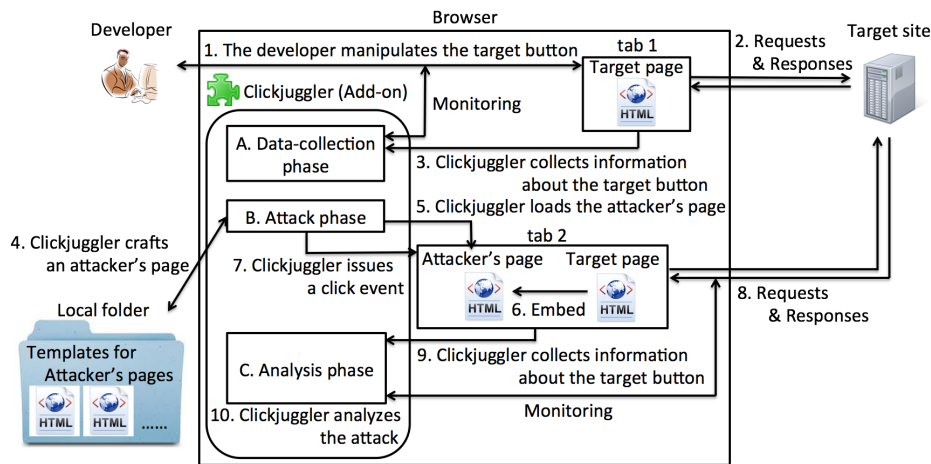 Browser
Developer
1. The developer manipulates the target button
tab 1
Target page
HTML
2. Requests
& Responses
Target site
Clickjuggler (Add-on)
Monitoring
A. Data-collection
phase
3. Clickjuggler collects information
about the target button
B. Attack phase
5. Clickjuggler loads the attacker's page
4. Clickjuggler crafts
an attacker's page
tab 2
7. Clickjuggler issues
a click event
Attacker's page
Target page
HTML
6. Embed
HTML
8. Requests
& Responses
Local folder
Templates for
Attacker's pages
HTML
HTML
......
C. Analysis phase
9. Clickjuggler collects information
about the target button
Monitoring
10. Clickjuggler analyzes
the attack